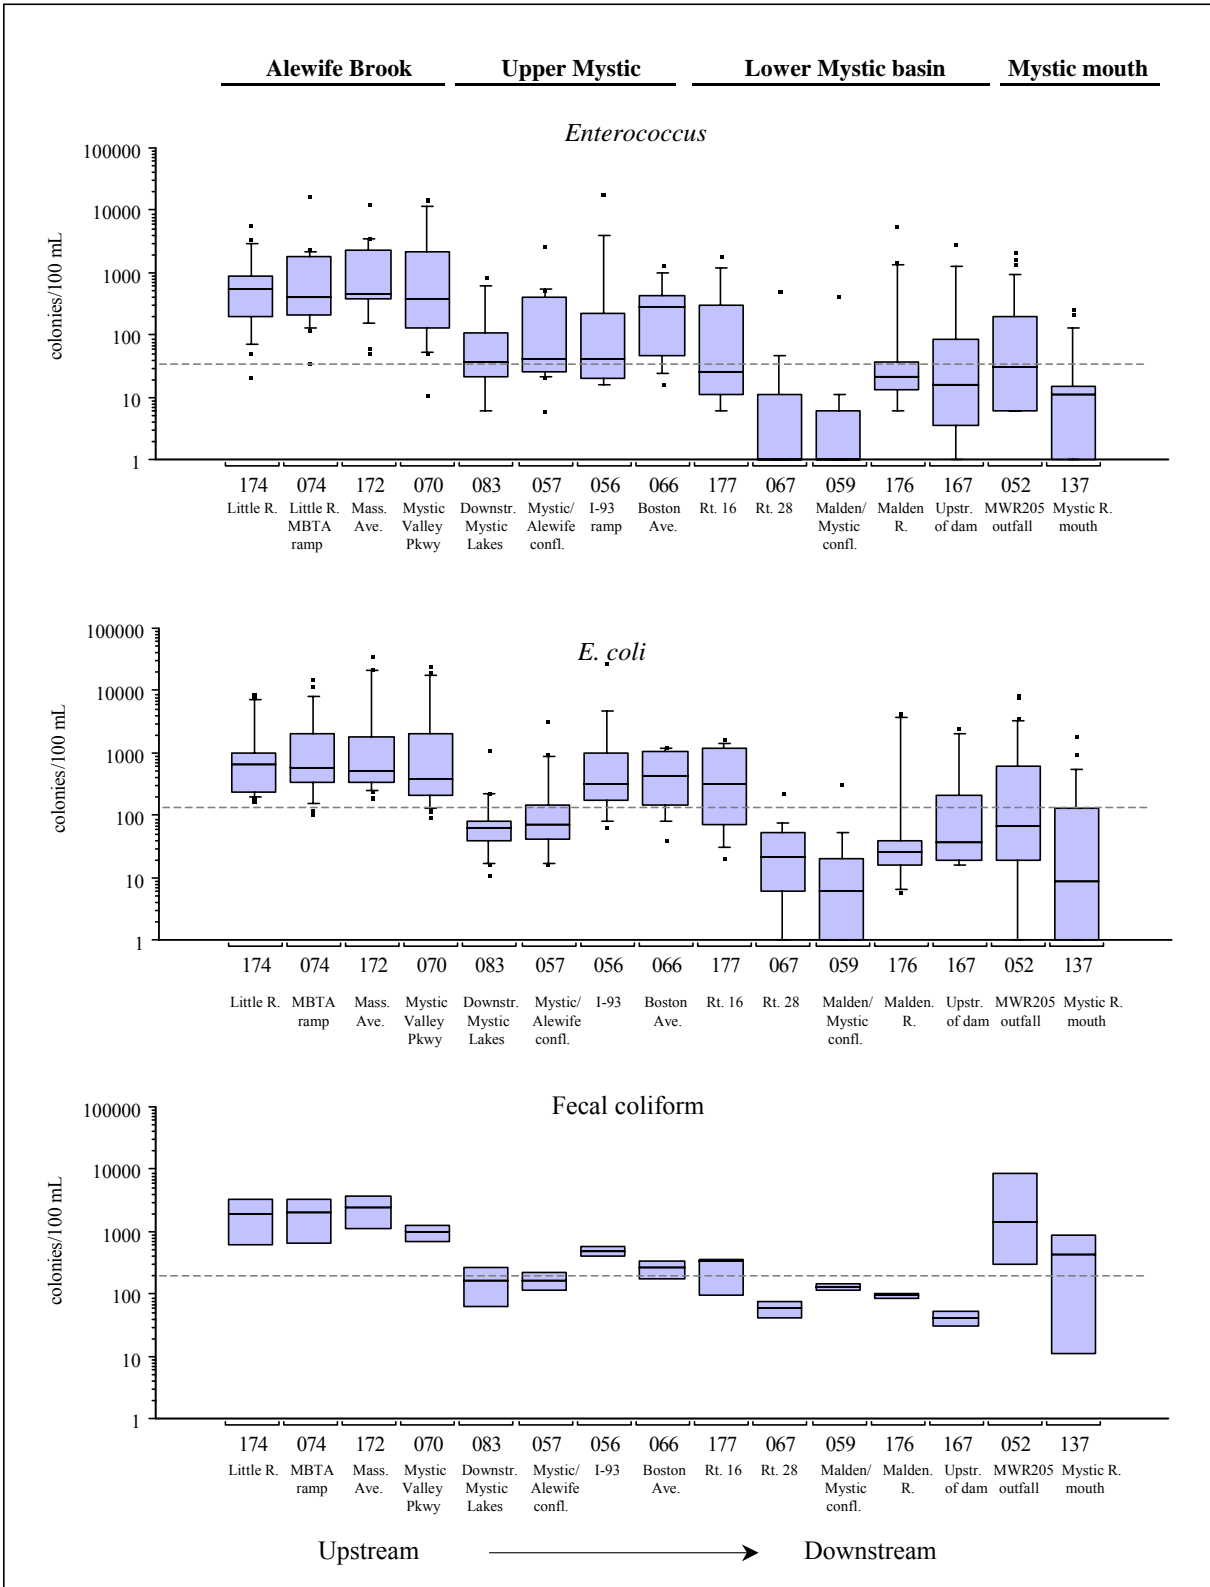 Alewife Brook Upper Mystic Lower Mystic basin Mystic mouth
Enterococcus
colonies/100 mL
100000
10000
1000
100
10
1
174 074 172 070 083 057 056 066 177 067 059 176 167 052 137
Little R. Little R. Mass. Mystic Downstr. Mystic/ I-93 Boston Rt. 16 Rt. 28 Malden/ Malden Upstr. MWR205 Mystic R.
MBTA Ave. Valley Mystic Alewife ramp Ave. Mystic R. of dam outfall mouth
ramp Pkwy Lakes confl. confl.
E. coli
colonies/100 mL
100000
10000
1000
100
10
1
174 074 172 070 083 057 056 066 177 067 059 176 167 052 137
Little R. MBTA Mass. Mystic Downstr. Mystic/ I-93 Boston Rt. 16 Rt. 28 Malden/ Malden. Upstr. MWR205 Mystic R.
ramp Ave. Valley Mystic Alewife Ave. Mystic R. of dam outfall mouth
Pkwy Lakes confl. confl.
Fecal coliform
colonies/100 mL
100000
10000
1000
100
10
1
174 074 172 070 083 057 056 066 177 067 059 176 167 052 137
Little R. MBTA Mass. Mystic Downstr. Mystic/ I-93 Boston Rt. 16 Rt. 28 Malden/ Malden. Upstr. MWR205 Mystic R.
ramp Ave. Valley Mystic Alewife Ave. Mystic R. of dam outfall mouth
Pkwy Lakes confl. confl.
Upstream Downstream